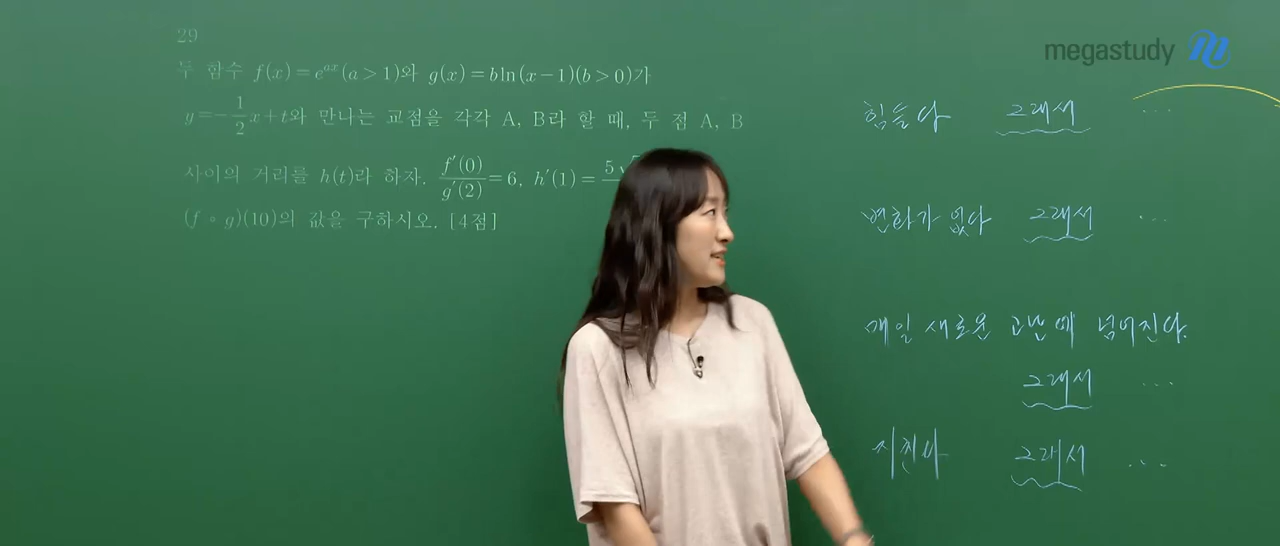 29
두 함수 f(x)=e^{ax}(a>1)와 g(x)=bln(x-1)(b>0)가
y=-\frac{1}{2}x+t와 만나는 교점을 각각 A, B라 할 때, 두 점 A, B
사이의 거리를 h(t)라 하자. \frac{f'(0)}{g'(2)}=6, h'(1)=
(f∘g)(10)의 값을 구하시오. [4점]
megastudy
힘들다 그래서 ...
변화가 없다 그래서 ...
매일 새로운 고난에 넘어진다.
그래서 ...
지친다 그래서 ...